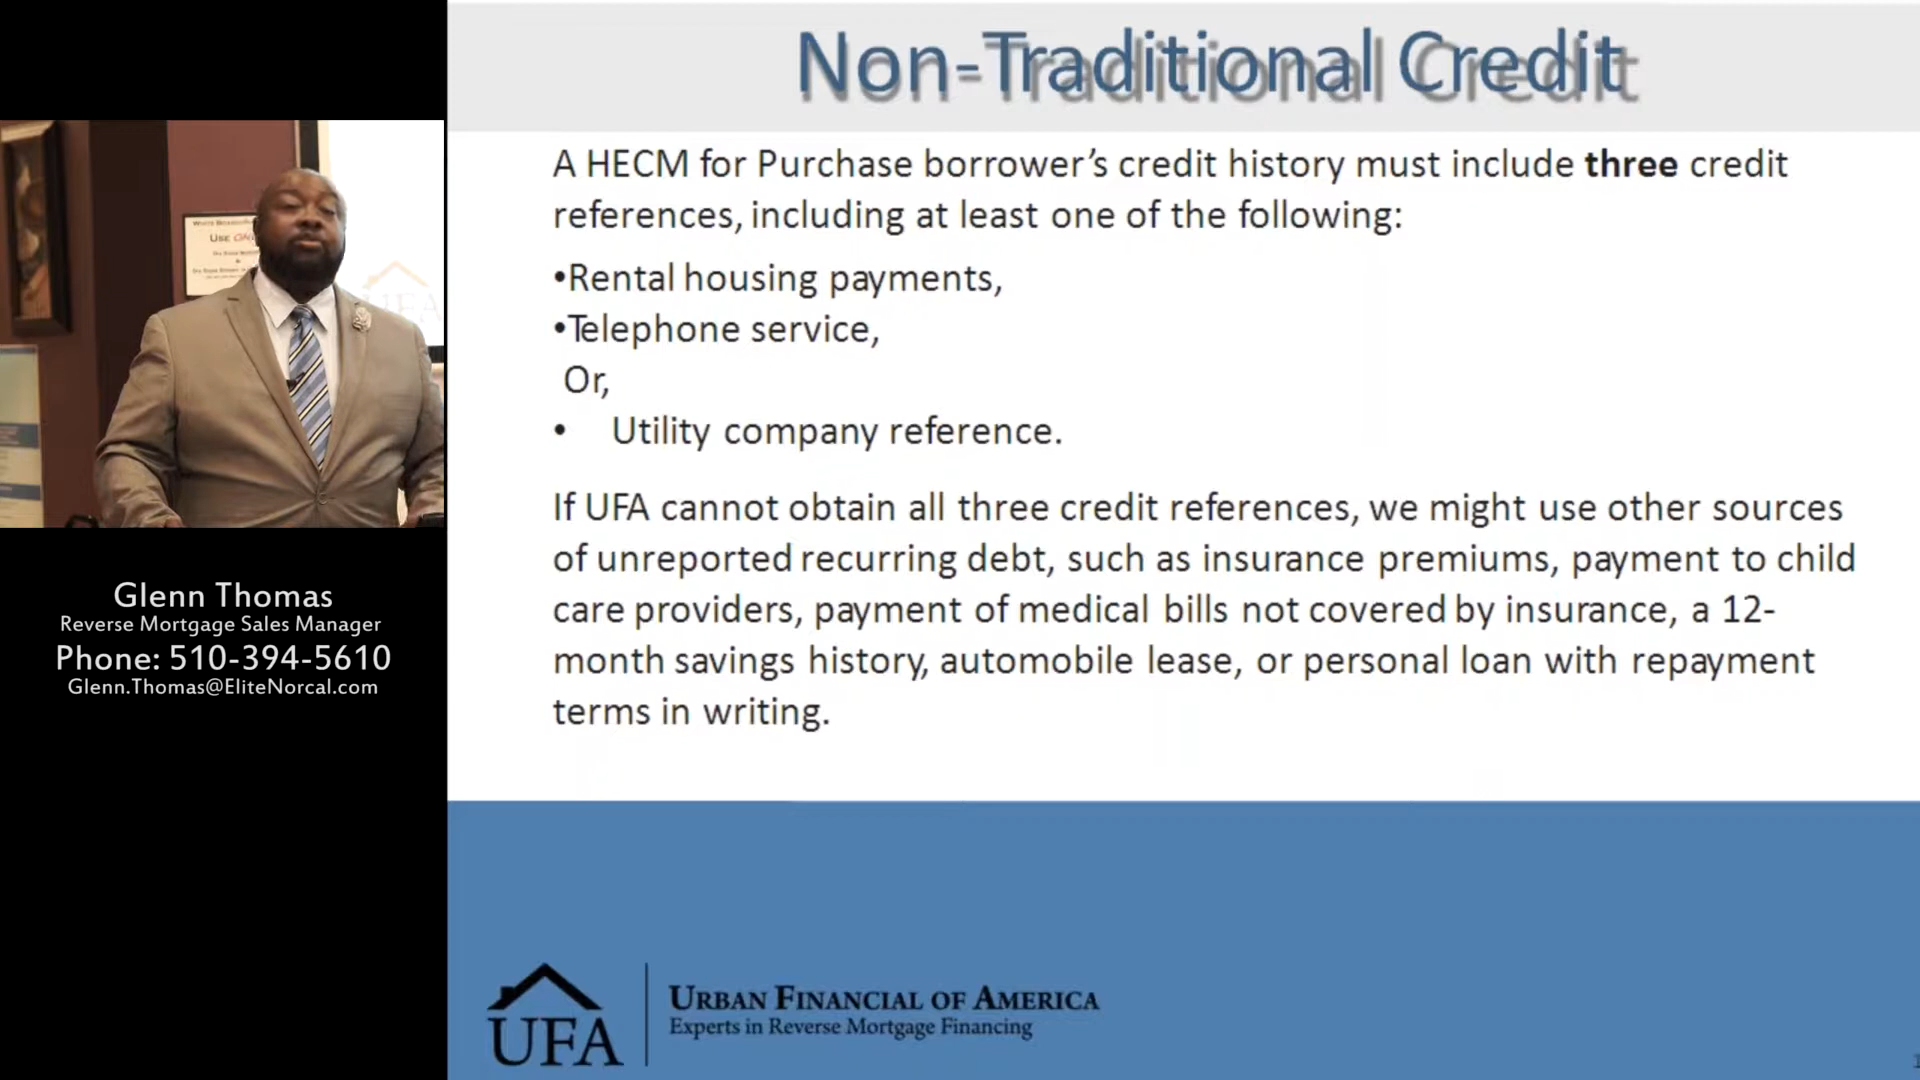 Non-Traditional Credit
A HECM for Purchase borrower’s credit history must include three credit
references, including at least one of the following:
•Rental housing payments,
•Telephone service,
Or,
• Utility company reference.
If UFA cannot obtain all three credit references, we might use other sources
of unreported recurring debt, such as insurance premiums, payment to child
care providers, payment of medical bills not covered by insurance, a 12-
month savings history, automobile lease, or personal loan with repayment
terms in writing.
Glenn Thomas
Reverse Mortgage Sales Manager
Phone: 510-394-5610
Glenn.Thomas@EliteNorcal.com
UFA
URBAN FINANCIAL OF AMERICA
Experts in Reverse Mortgage Financing
UFA